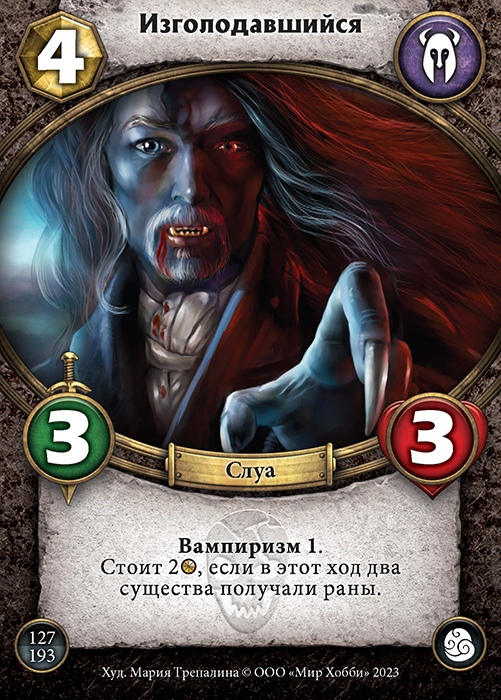 Изголодавшийся
4
3
3
Слуа
Вампиризм 1.
Стоит 2, если в этот ход два
существа получали раны.
127
193
Худ. Мария Трепалина © ООО «Мир Хобби» 2023